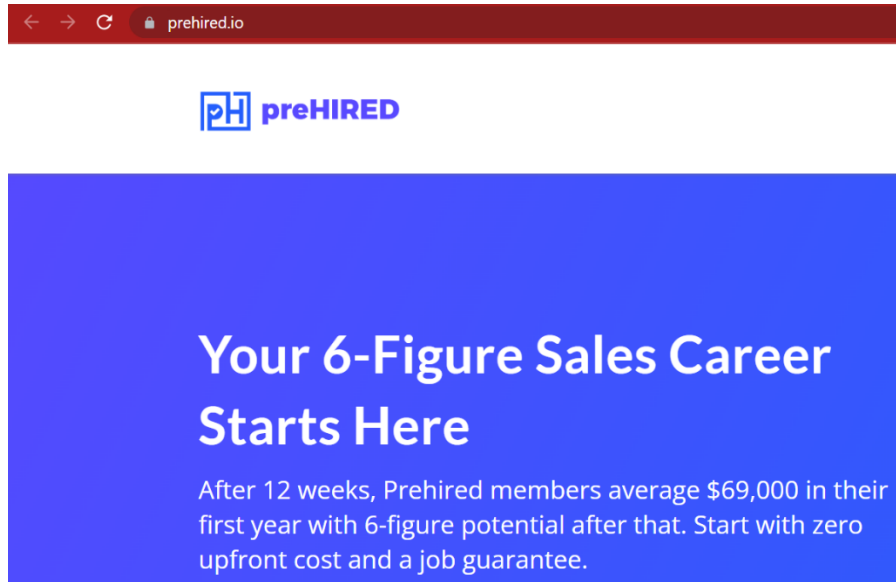 prehired.io
pH preHIRED
Your 6-Figure Sales Career
Starts Here
After 12 weeks, Prehired members average $69,000 in their
first year with 6-figure potential after that. Start with zero
upfront cost and a job guarantee.